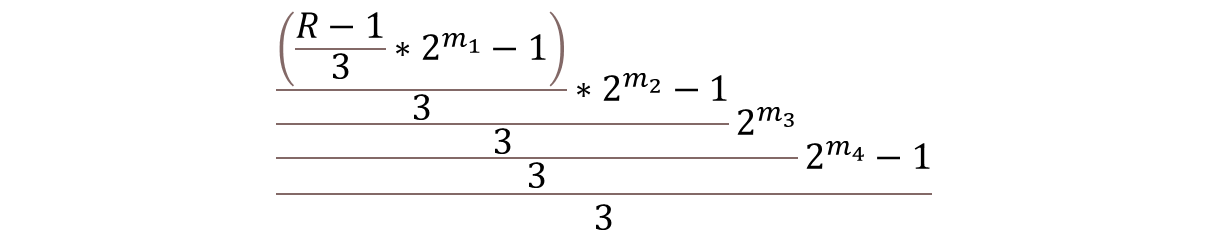 (R − 1
3
∗ 2^{m_1} − 1)
3
∗ 2^{m_2} − 1
3
2^{m_3}
3
2^{m_4} − 1
3